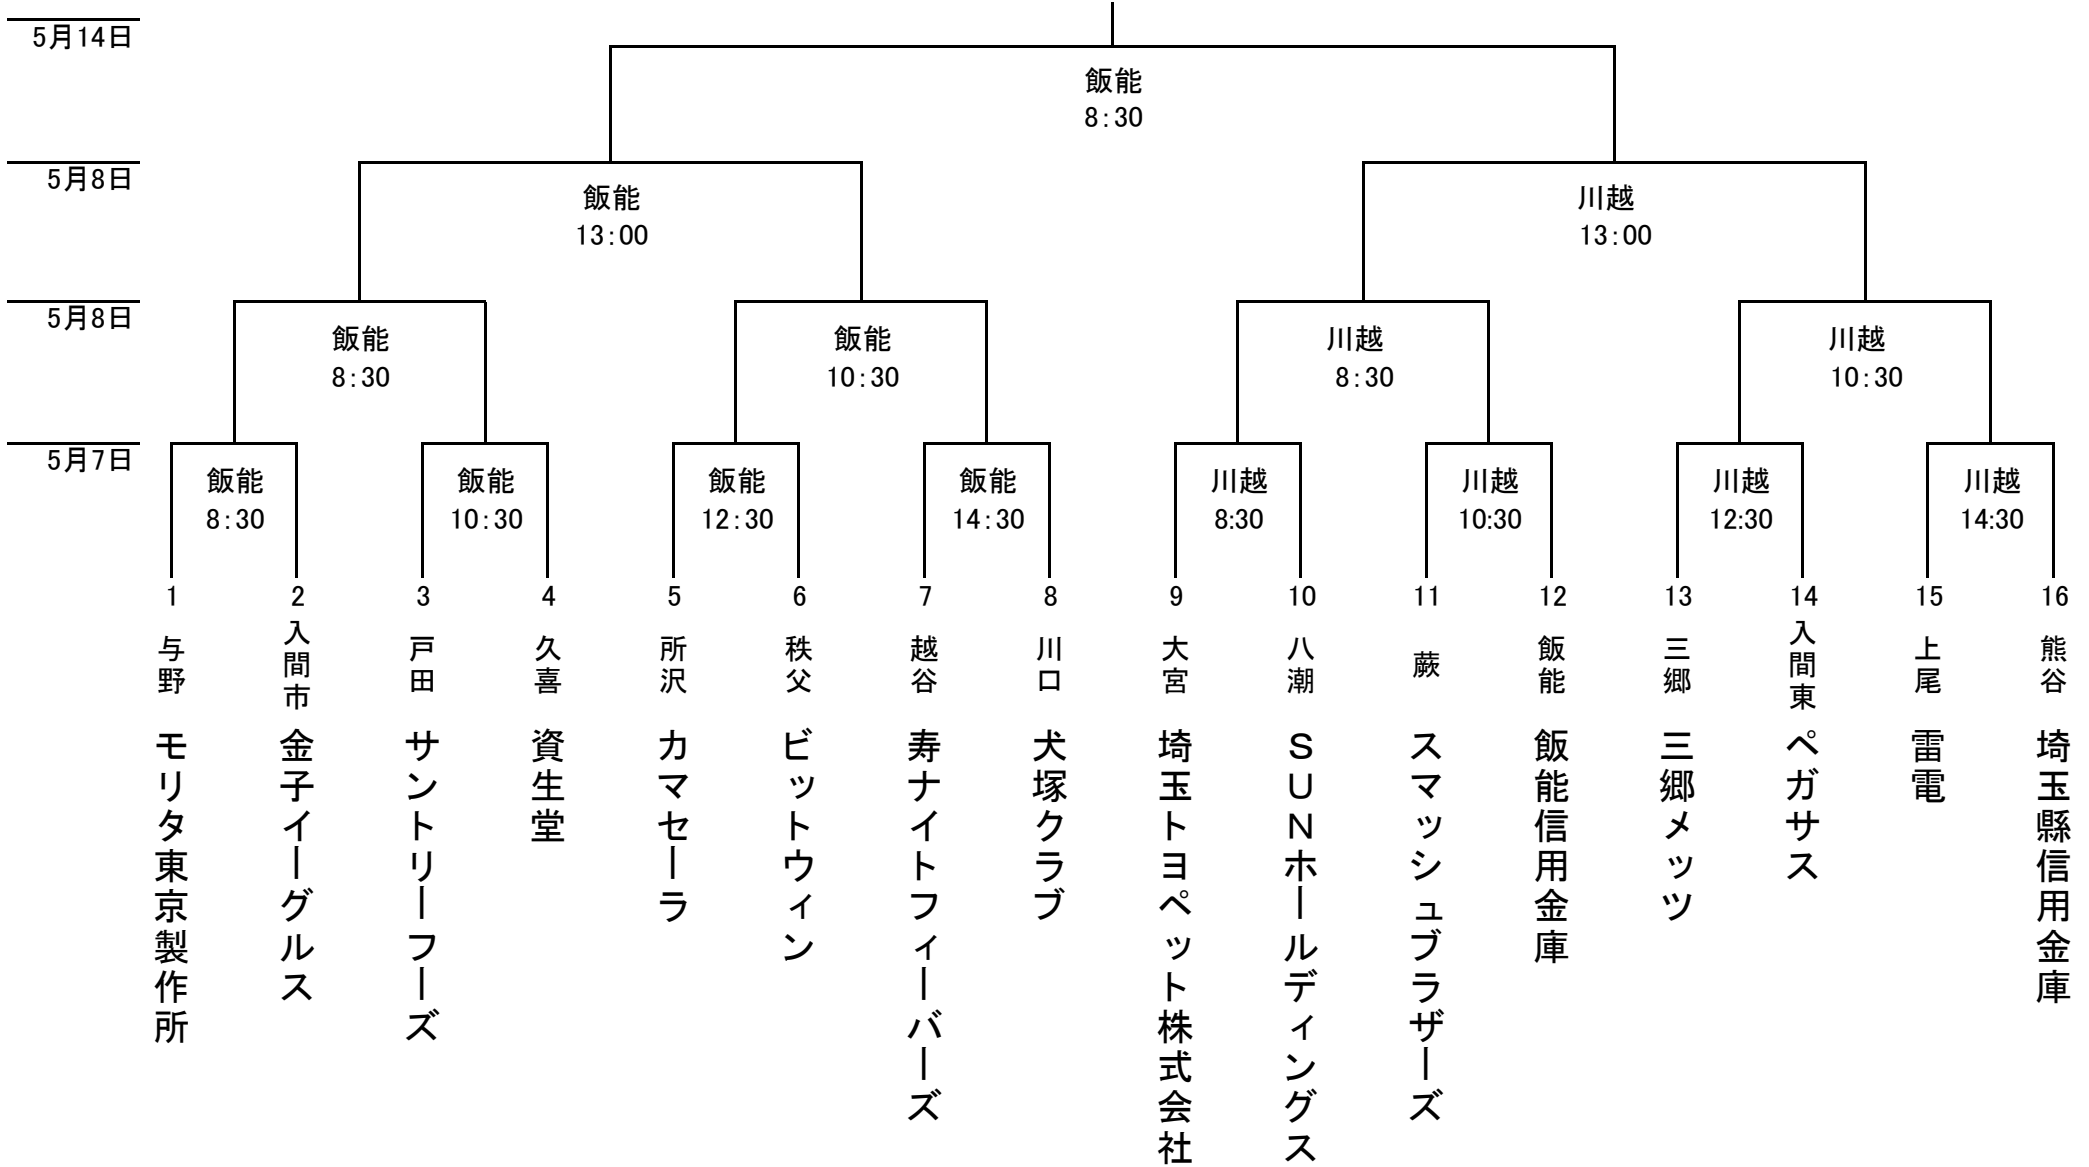 5月14日
飯能
8:30
5月8日
飯能
13:00
川越
13:00
5月8日
飯能
8:30
飯能
10:30
川越
8:30
川越
10:30
5月7日
飯能
8:30
飯能
10:30
飯能
12:30
飯能
14:30
川越
8:30
川越
10:30
川越
12:30
川越
14:30
1
与野
モリタ東京製作所
2
入間市
金子イーグルス
3
戸田
サントリーフーズ
4
久喜
資生堂
5
所沢
カマセーラ
6
秩父
ビットウィン
7
越谷
寿ナイトフィーバーズ
8
川口
犬塚クラブ
9
大宮
埼玉トヨペット株式会社
10
八潮
SUNホールディングス
11
蕨
スマッシュブラザーズ
12
飯能
飯能信用金庫
13
三郷
三郷メッツ
14
入間東
ペガサス
15
上尾
雷電
16
熊谷
埼玉縣信用金庫